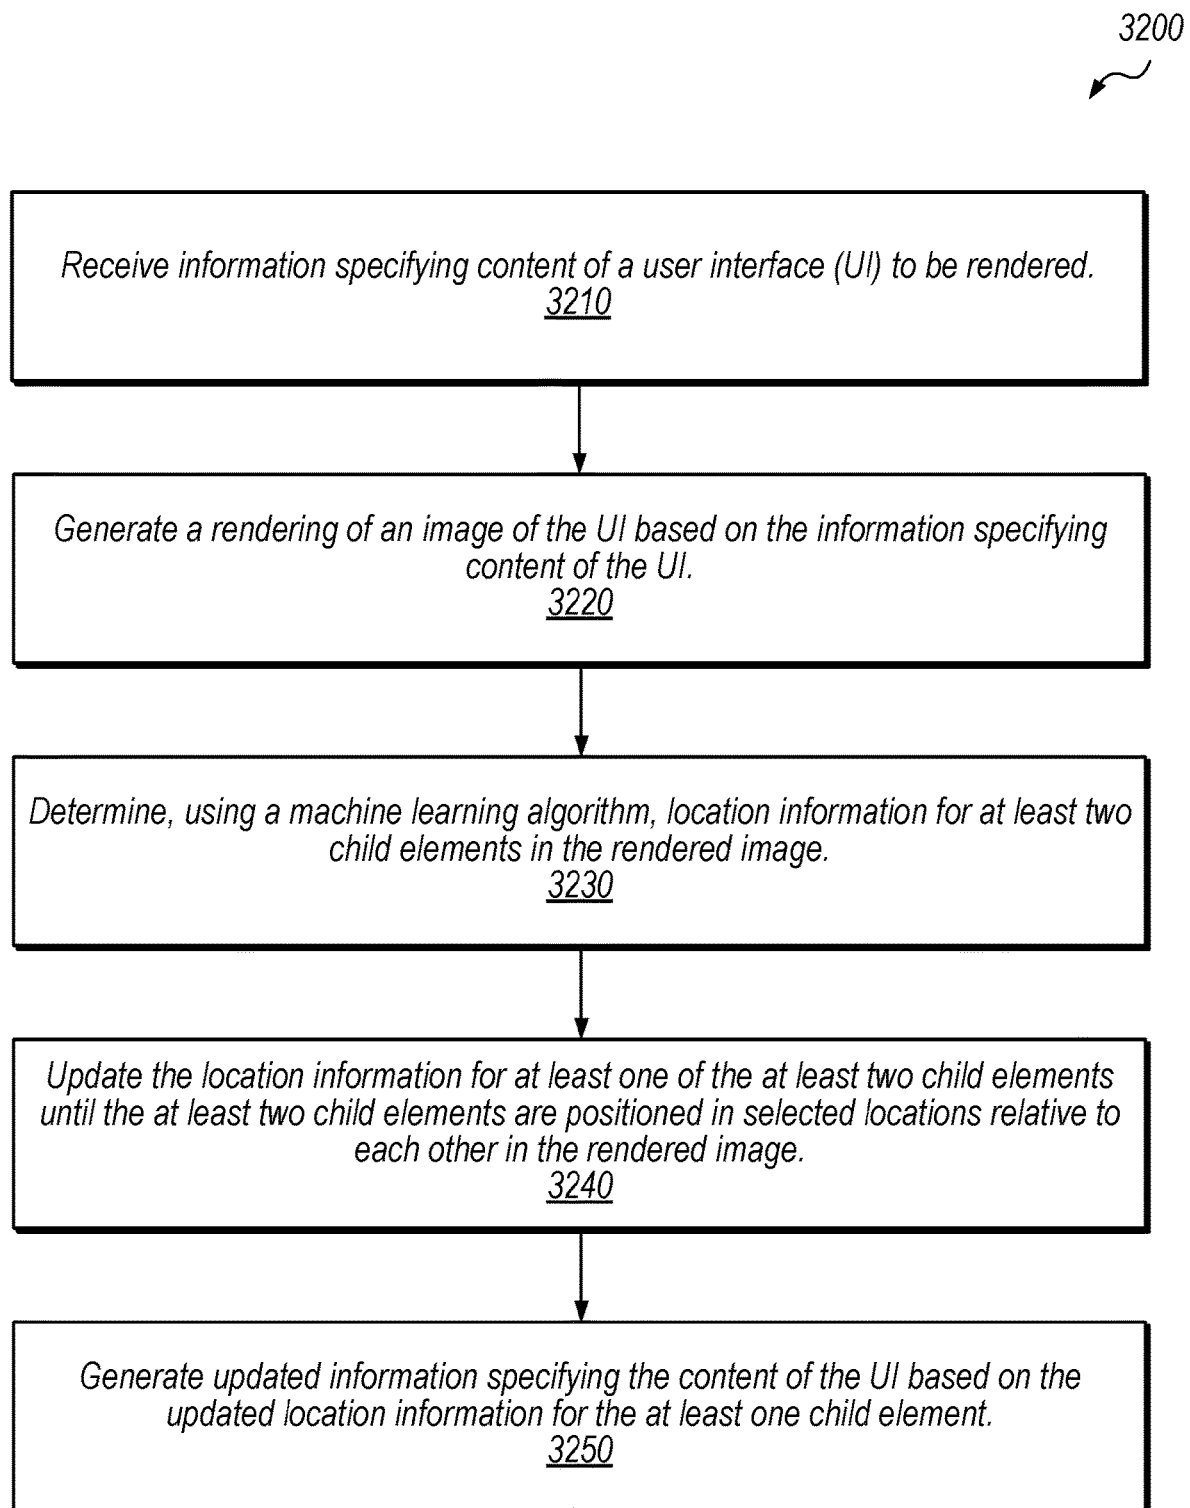 3200
Receive information specifying content of a user interface (UI) to be rendered.
3210
Generate a rendering of an image of the UI based on the information specifying
content of the UI.
3220
Determine, using a machine learning algorithm, location information for at least two
child elements in the rendered image.
3230
Update the location information for at least one of the at least two child elements
until the at least two child elements are positioned in selected locations relative to
each other in the rendered image.
3240
Generate updated information specifying the content of the UI based on the
updated location information for the at least one child element.
3250